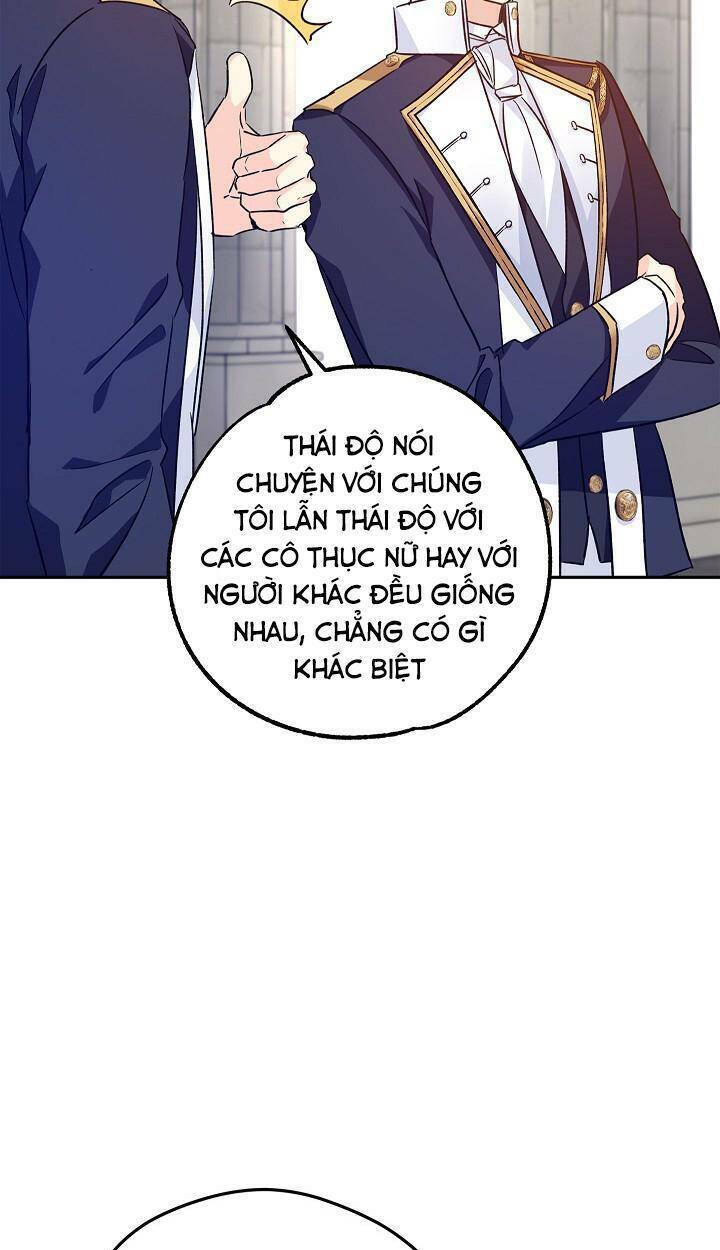 THÁI ĐỘ NÓI
CHUYỆN VỚI CHÚNG
TÔI LẪN THÁI ĐỘ VỚI
CÁC CÔ THỤC NỮ HAY VỚI
NGƯỜI KHÁC ĐỀU GIỐNG
NHAU, CHẲNG CÓ GÌ
KHÁC BIỆT